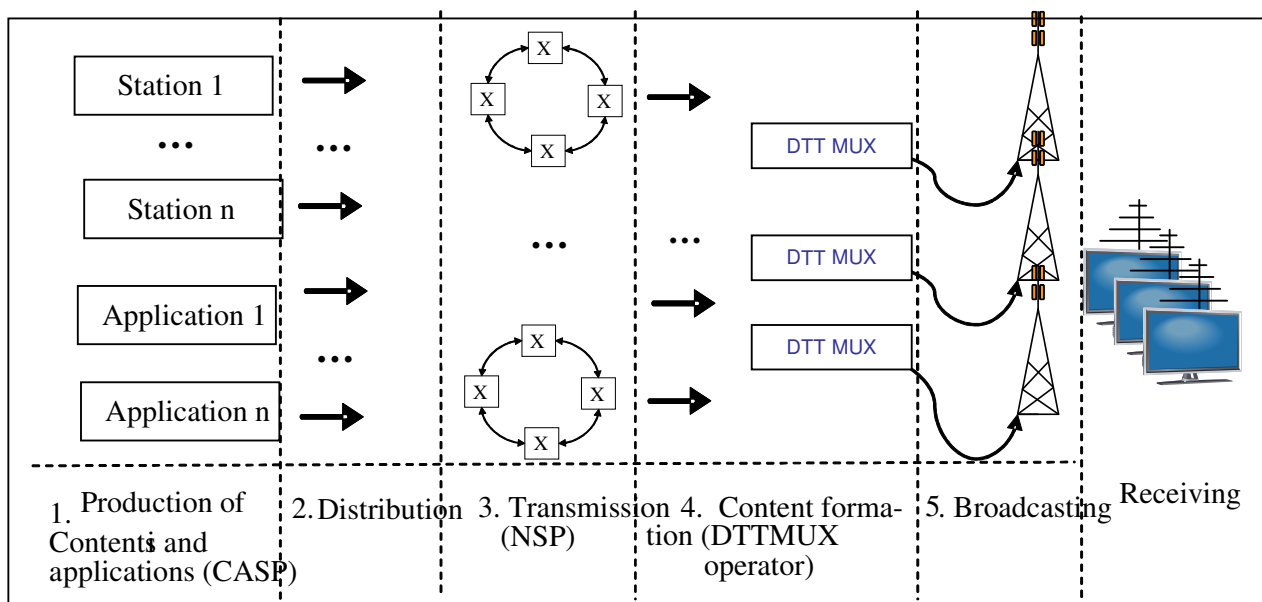 Station 1
...
Station n
Application 1
Application n
...
...
X
X
X
X
...
X
X
X
X
...
DTT MUX
DTT MUX
DTT MUX
1. Production of
Contents and
applications (CASP)
2. Distribution
3. Transmission
(NSP)
4. Content forma-
tion (DTTMUX
operator)
5. Broadcasting
Receiving